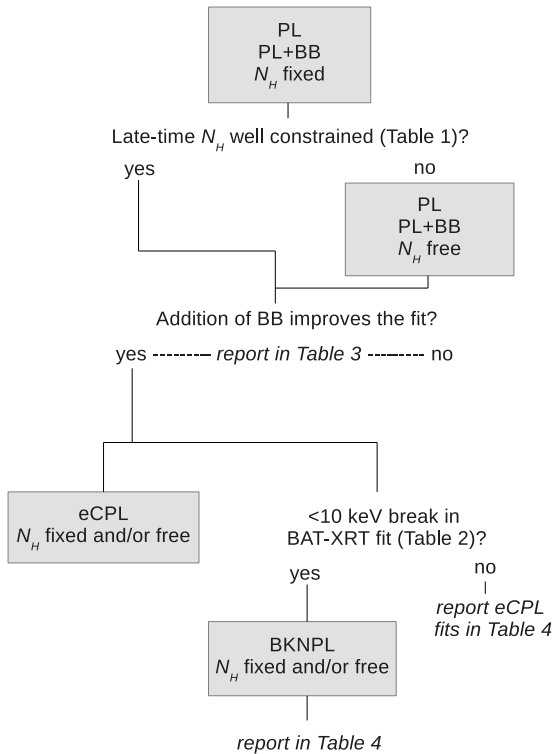 PL
PL+BB
N_H fixed
Late-time N_H well constrained (Table 1)?
yes
no
PL
PL+BB
N_H free
Addition of BB improves the fit?
yes -------- report in Table 3 -------- no
eCPL
N_H fixed and/or free
<10 keV break in
BAT-XRT fit (Table 2)?
yes
no
report eCPL
fits in Table 4
BKNPL
N_H fixed and/or free
report in Table 4